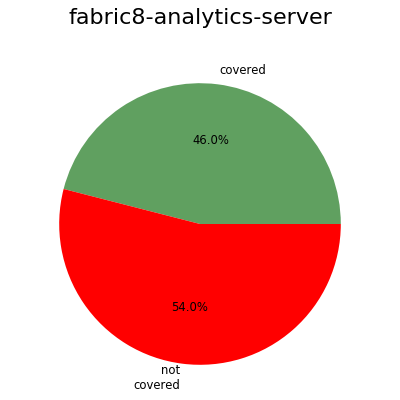 fabric8-analytics-server
covered
46.0%
54.0%
not
covered